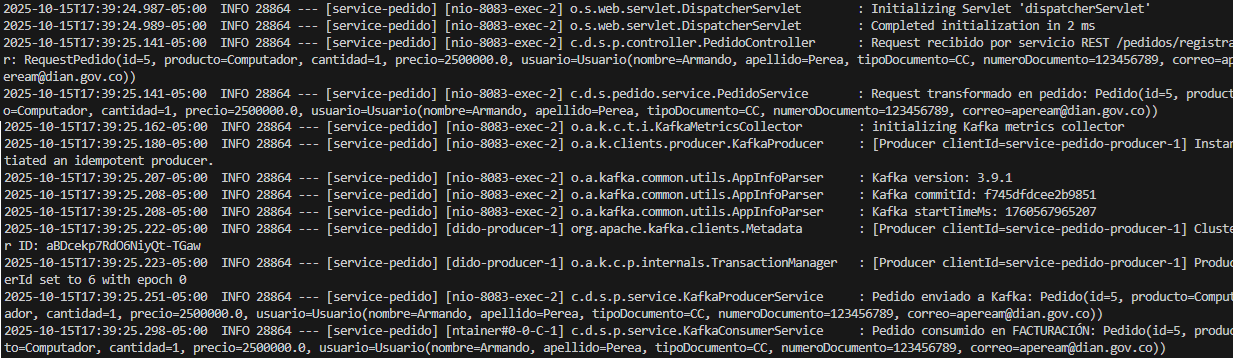 2025-10-15T17:39:24.987-05:00  INFO 28864 --- [service-pedido] [nio-8083-exec-2] o.s.web.servlet.DispatcherServlet        : Initializing Servlet 'dispatcherServlet'
2025-10-15T17:39:24.989-05:00  INFO 28864 --- [service-pedido] [nio-8083-exec-2] o.s.web.servlet.DispatcherServlet        : Completed initialization in 2 ms
2025-10-15T17:39:25.141-05:00  INFO 28864 --- [service-pedido] [nio-8083-exec-2] c.d.s.p.controller.PedidoController      : Request recibido por servicio REST /pedidos/registra
r: RequestPedido(id=5, producto=Computador, cantidad=1, precio=2500000.0, usuario=Usuario(nombre=Armando, apellido=Perea, tipoDocumento=CC, numeroDocumento=123456789, correo=ap
eream@dian.gov.co))
2025-10-15T17:39:25.141-05:00  INFO 28864 --- [service-pedido] [nio-8083-exec-2] c.d.s.pedido.service.PedidoService       : Request transformado en pedido: Pedido(id=5, product
o=Computador, cantidad=1, precio=2500000.0, usuario=Usuario(nombre=Armando, apellido=Perea, tipoDocumento=CC, numeroDocumento=123456789, correo=apeream@dian.gov.co))
2025-10-15T17:39:25.162-05:00  INFO 28864 --- [service-pedido] [nio-8083-exec-2] o.a.k.c.t.i.KafkaMetricsCollector        : initializing Kafka metrics collector
2025-10-15T17:39:25.180-05:00  INFO 28864 --- [service-pedido] [nio-8083-exec-2] o.a.k.clients.producer.KafkaProducer     : [Producer clientId=service-pedido-producer-1] Instan
tiated an idempotent producer.
2025-10-15T17:39:25.207-05:00  INFO 28864 --- [service-pedido] [nio-8083-exec-2] o.a.kafka.common.utils.AppInfoParser     : Kafka version: 3.9.1
2025-10-15T17:39:25.208-05:00  INFO 28864 --- [service-pedido] [nio-8083-exec-2] o.a.kafka.common.utils.AppInfoParser     : Kafka commitId: f745dfdcee2b9851
2025-10-15T17:39:25.208-05:00  INFO 28864 --- [service-pedido] [nio-8083-exec-2] o.a.kafka.common.utils.AppInfoParser     : Kafka startTimeMs: 1760567965207
2025-10-15T17:39:25.222-05:00  INFO 28864 --- [service-pedido] [dido-producer-1] org.apache.kafka.clients.Metadata        : [Producer clientId=service-pedido-producer-1] Cluste
r ID: aBDcekp7RdO6NiyQt-TGaw
2025-10-15T17:39:25.223-05:00  INFO 28864 --- [service-pedido] [dido-producer-1] o.a.k.c.p.internals.TransactionManager   : [Producer clientId=service-pedido-producer-1] Produc
erId set to 6 with epoch 0
2025-10-15T17:39:25.251-05:00  INFO 28864 --- [service-pedido] [nio-8083-exec-2] c.d.s.p.service.KafkaProducerService     : Pedido enviado a Kafka: Pedido(id=5, producto=Comput
ador, cantidad=1, precio=2500000.0, usuario=Usuario(nombre=Armando, apellido=Perea, tipoDocumento=CC, numeroDocumento=123456789, correo=apeream@dian.gov.co))
2025-10-15T17:39:25.298-05:00  INFO 28864 --- [service-pedido] [ntainer#0-0-C-1] c.d.s.p.service.KafkaConsumerService     : Pedido consumido en FACTURACIÓN: Pedido(id=5, produc
to=Computador, cantidad=1, precio=2500000.0, usuario=Usuario(nombre=Armando, apellido=Perea, tipoDocumento=CC, numeroDocumento=123456789, correo=apeream@dian.gov.co))